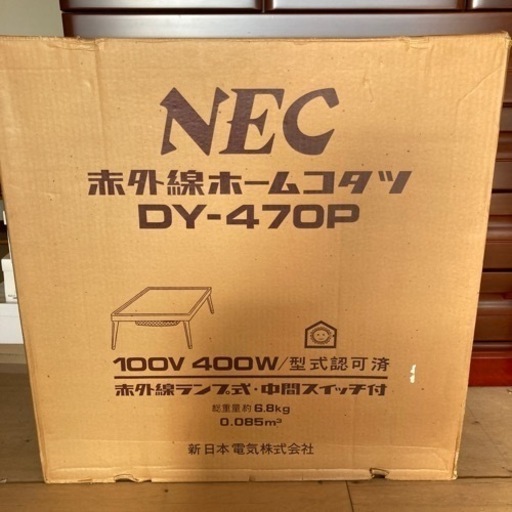 NEC
赤外線ホームコタツ
DY-470P
100V 400W/型式認可済
赤外線ランプ式・中間スイッチ付
総重量約6.8kg
0.085m³
新日本電気株式会社